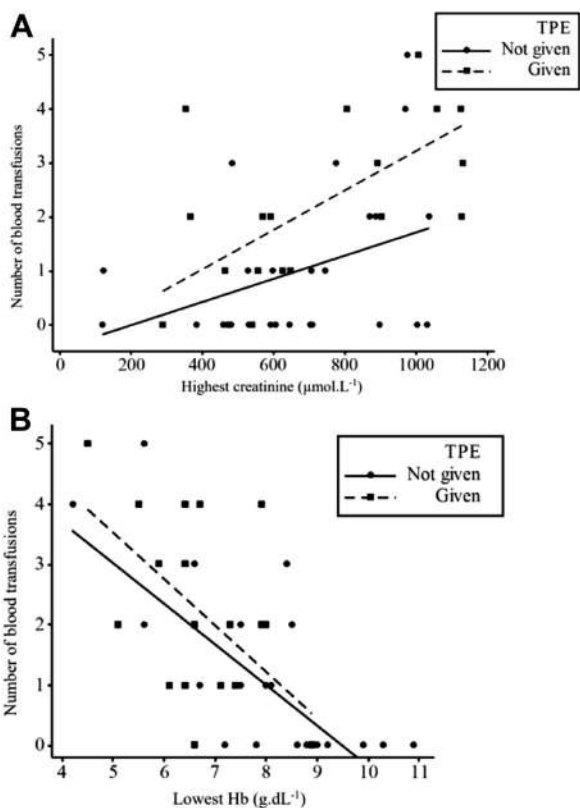 A
TPE
Not given
Given
Number of blood transfusions
5
4
3
2
1
0
0 200 400 600 800 1000 1200
Highest creatinine (µmol.L⁻¹)
B
TPE
Not given
Given
Number of blood transfusions
5
4
3
2
1
0
4 5 6 7 8 9 10 11
Lowest Hb (g.dL⁻¹)